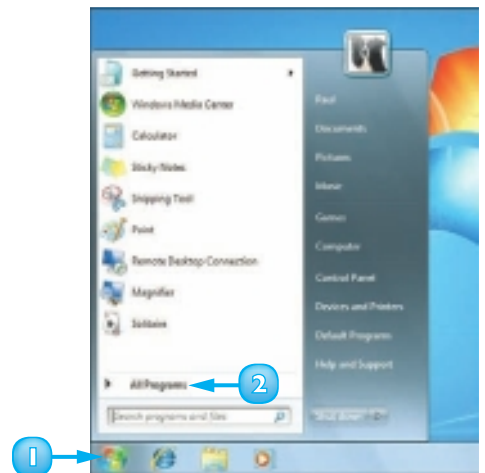 Getting Started
Windows Media Center
Calculator
Sticky Notes
Snipping Tool
Paint
Remote Desktop Connection
Magnifier
Solitaire
All Programs
2
Search programs and files
Paul
Documents
Pictures
Music
Games
Computer
Control Panel
Devices and Printers
Default Programs
Help and Support
Shut down
1